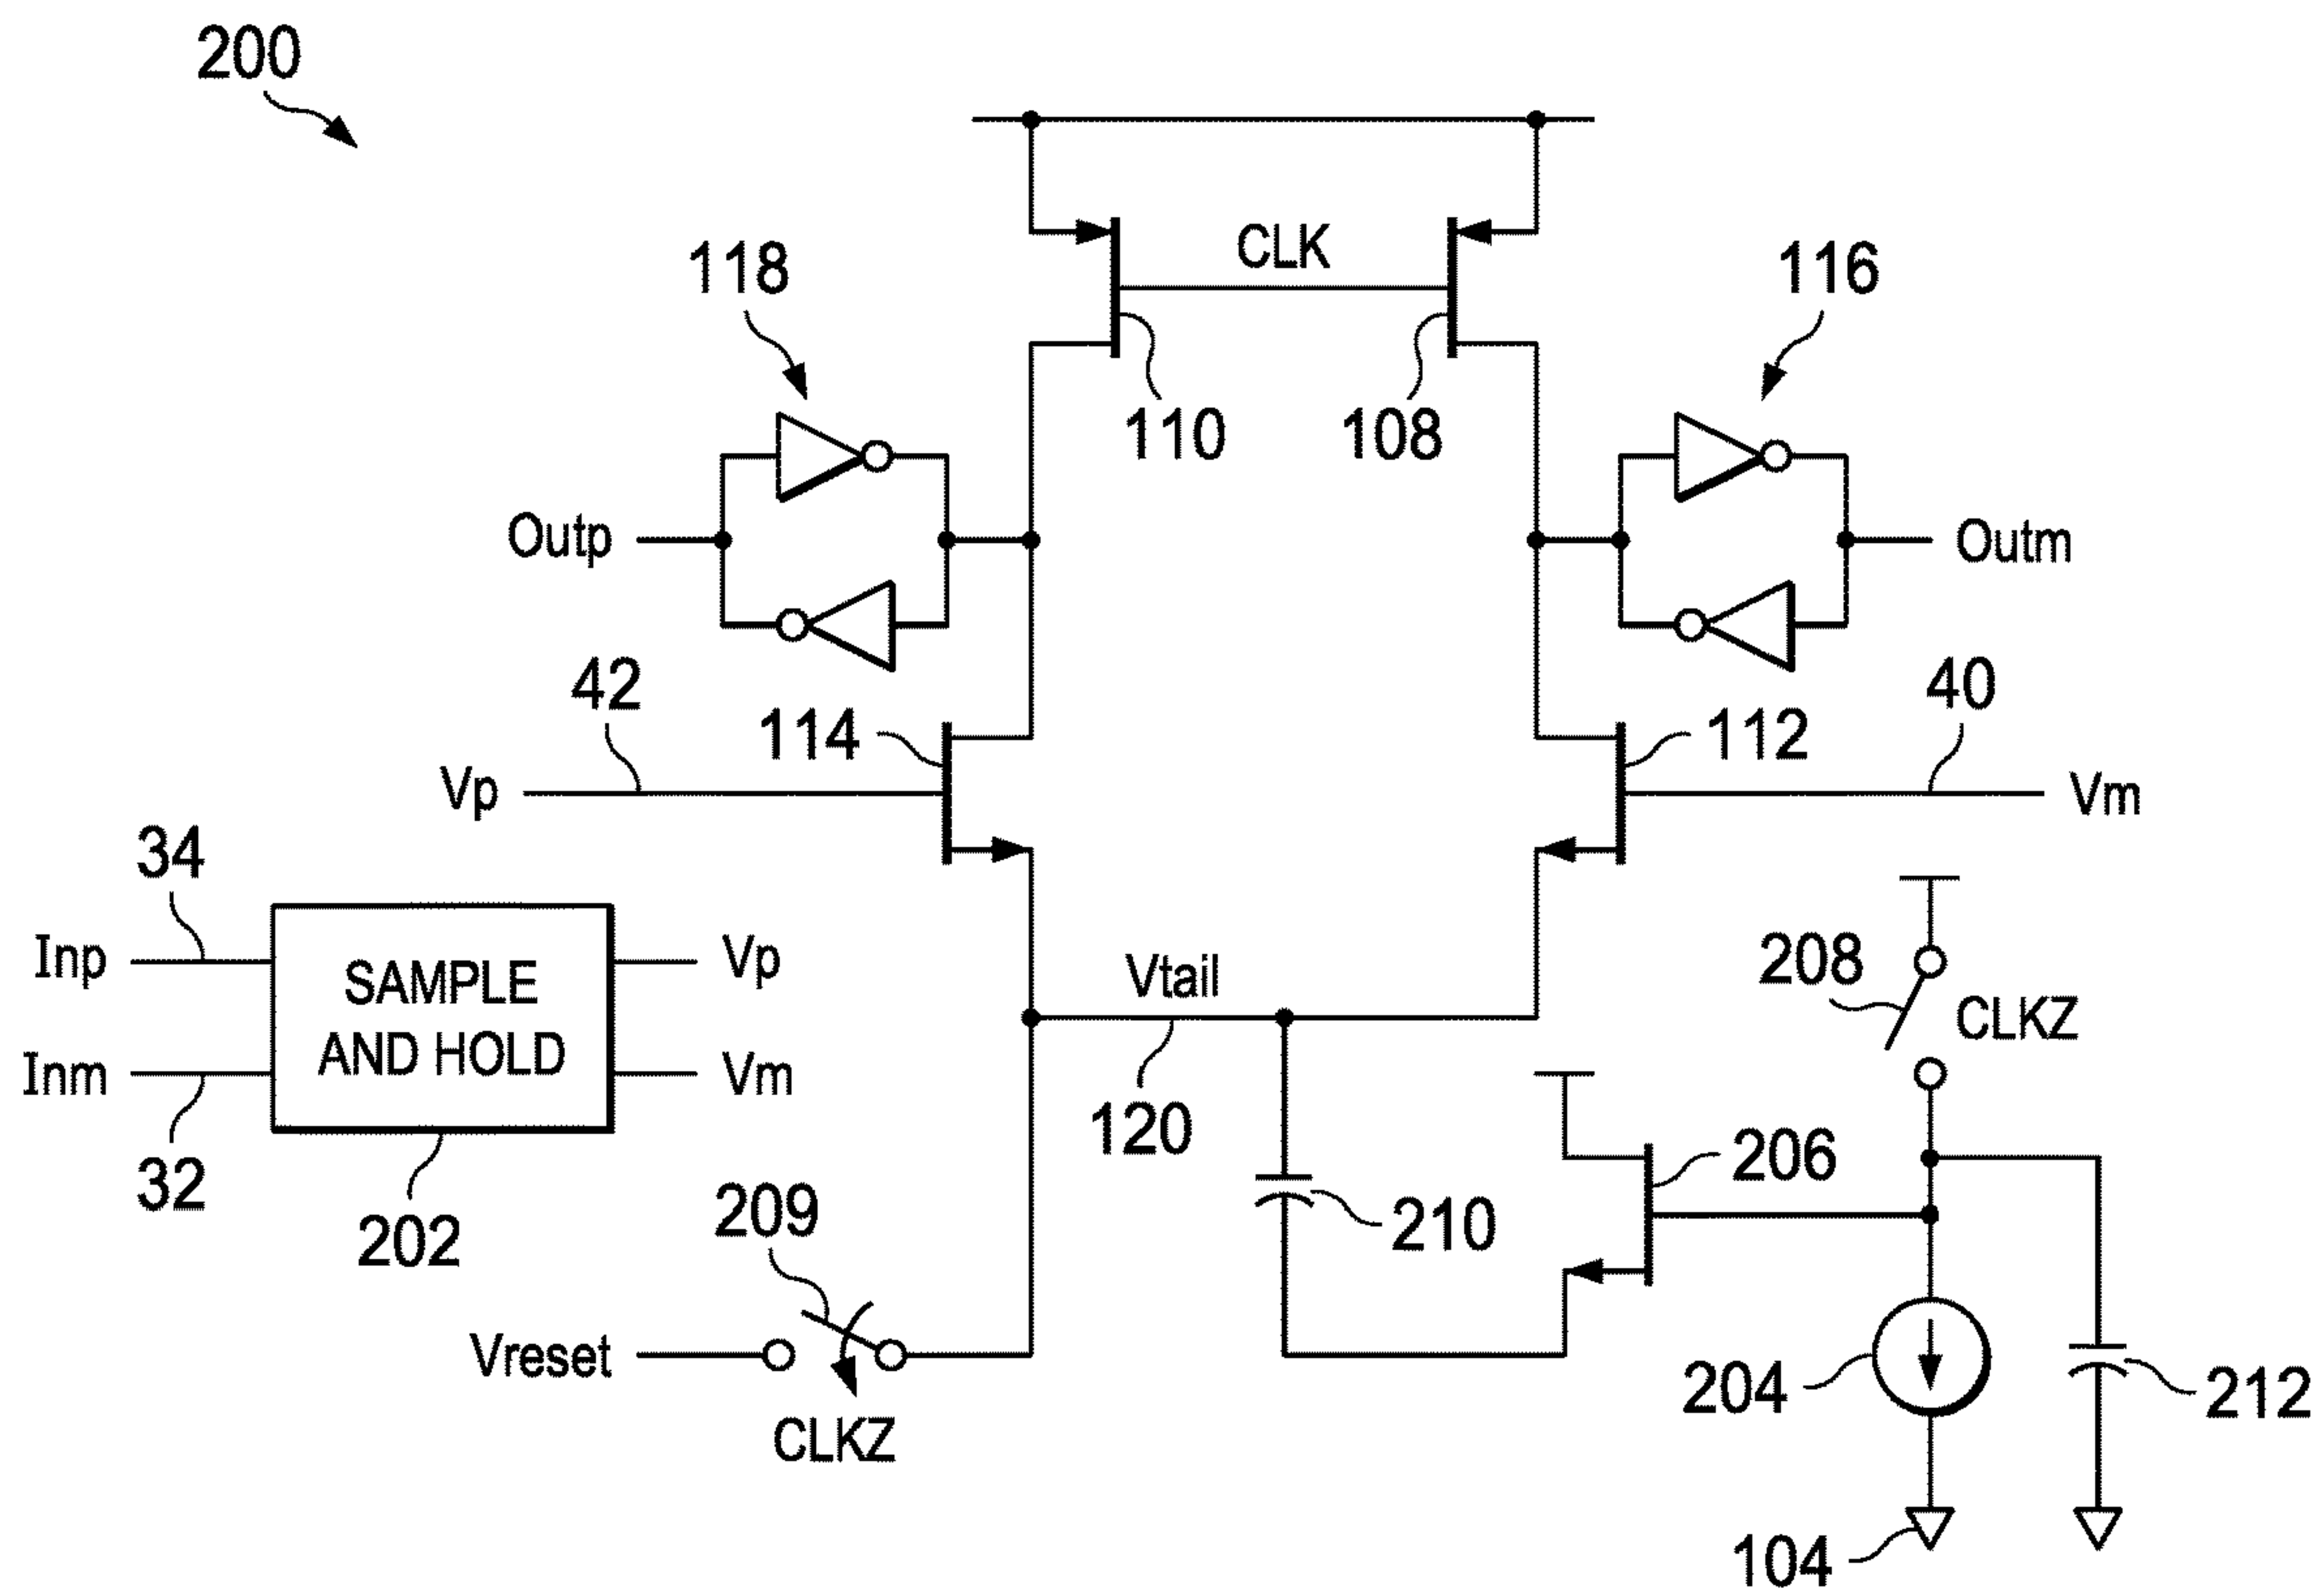 200
CLK
118
116
110
108
Outp
Outm
42
114
112
40
Vp
Vm
34
Inp
SAMPLE
AND HOLD
Vp
Vm
Inm
32
202
Vtail
120
208
CLKZ
206
210
209
Vreset
CLKZ
204
212
104